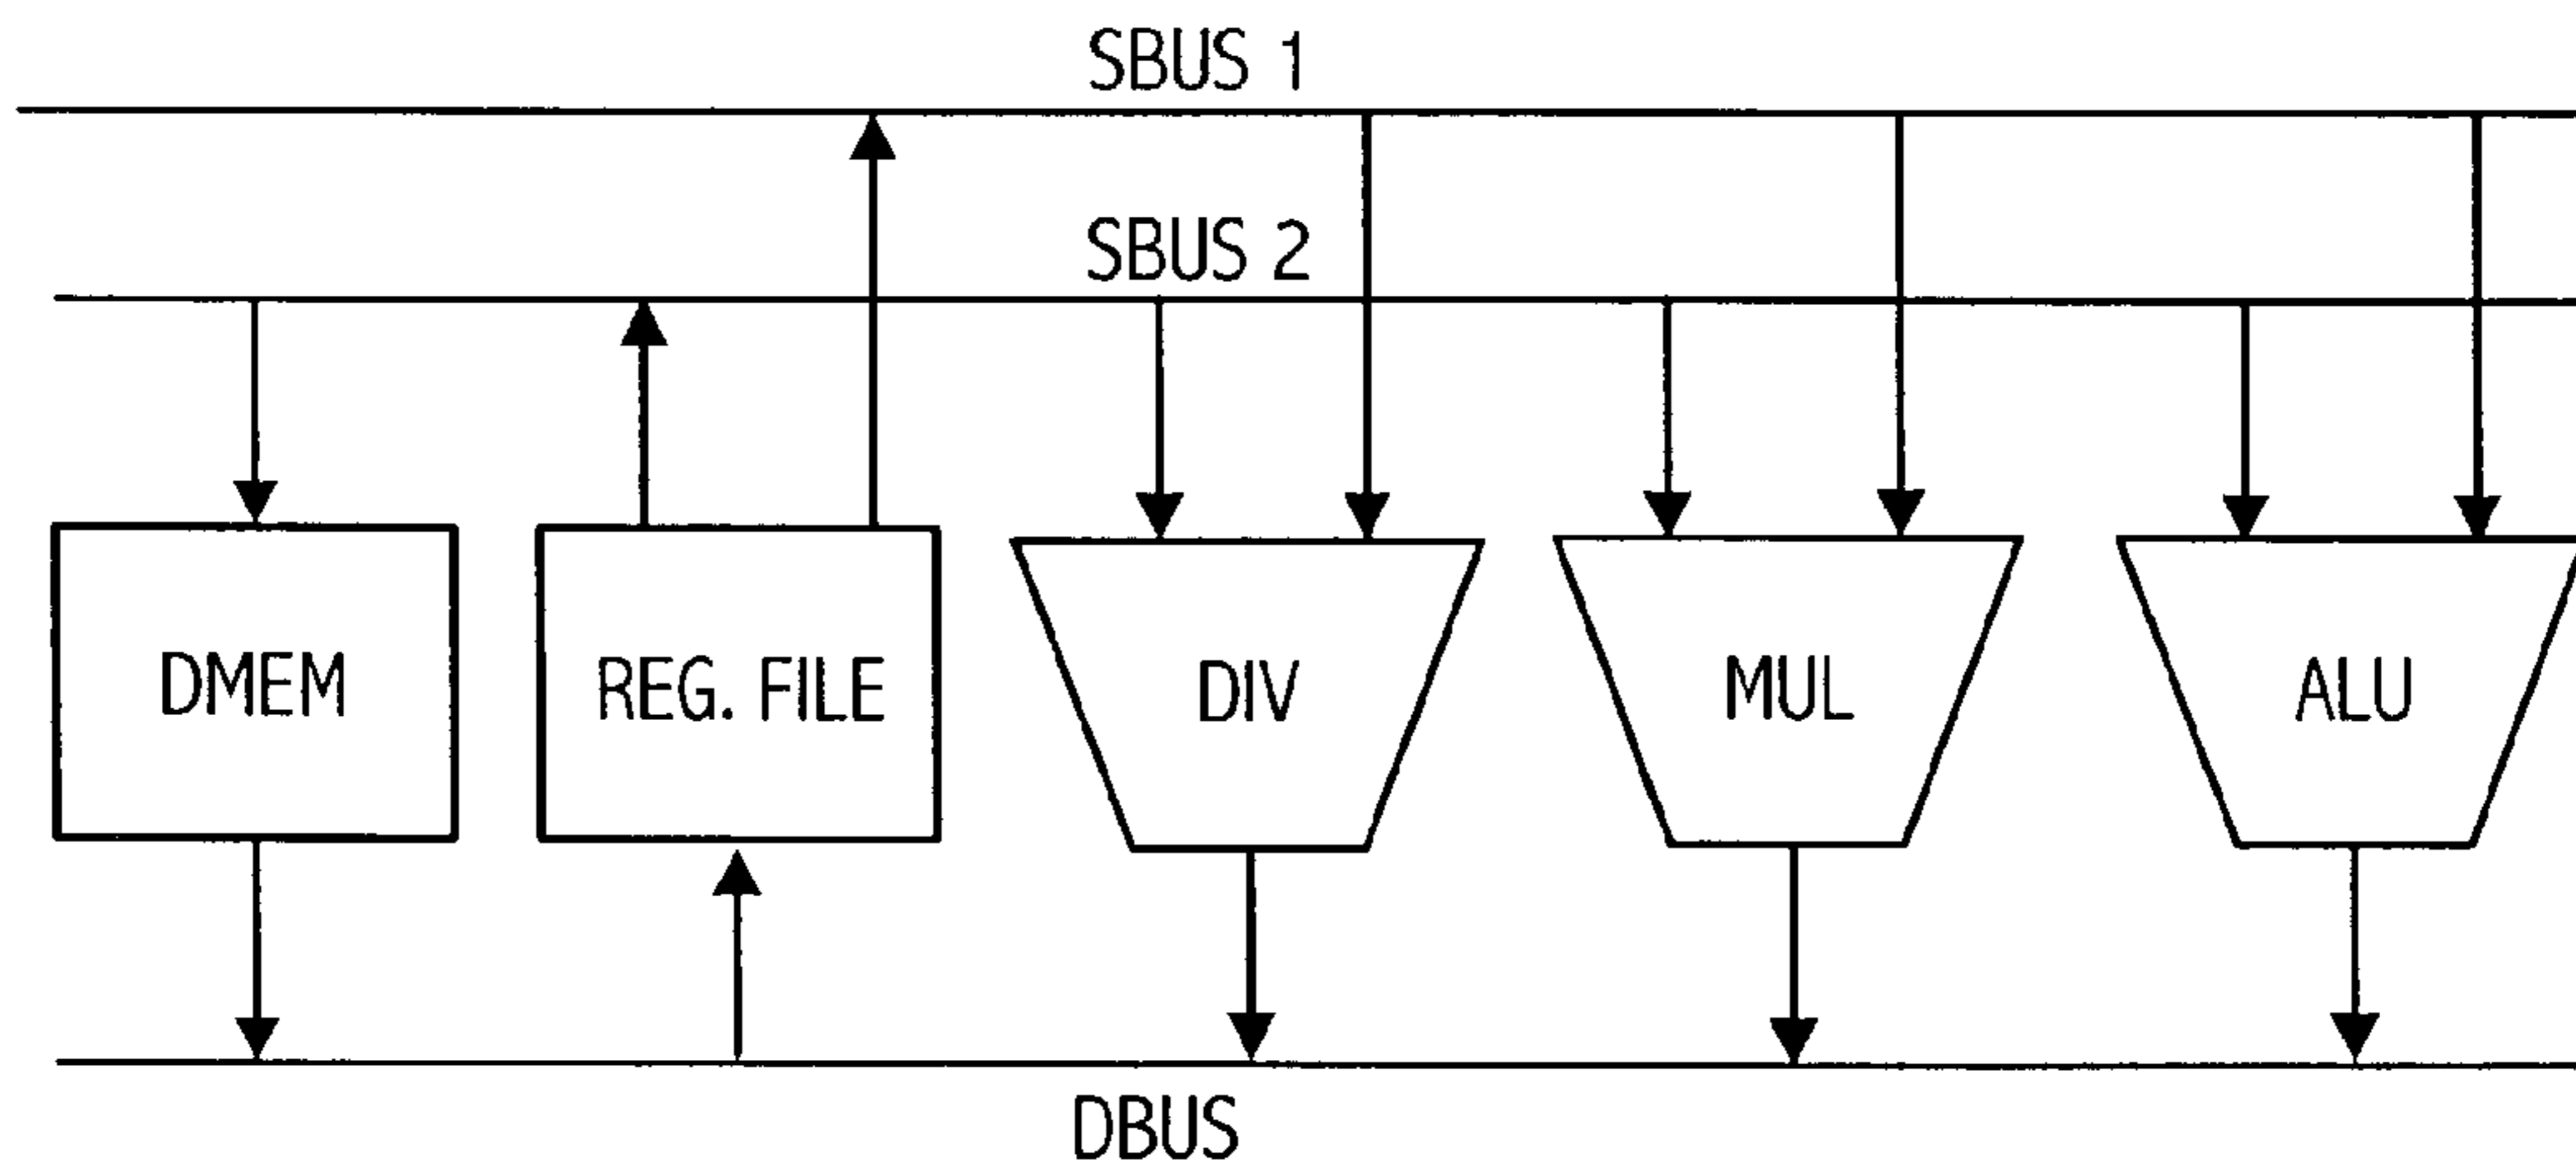 SBUS 1
SBUS 2
DMEM
REG. FILE
DIV
MUL
ALU
DBUS